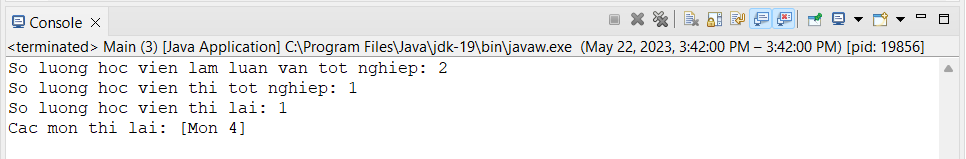 Console
<terminated> Main (3) [Java Application] C:\Program Files\Java\jdk-19\bin\javaw.exe (May 22, 2023, 3:42:00 PM – 3:42:00 PM) [pid: 19856]
So luong hoc vien lam luan van tot nghiep: 2
So luong hoc vien thi tot nghiep: 1
So luong hoc vien thi lai: 1
Cac mon thi lai: [Mon 4]